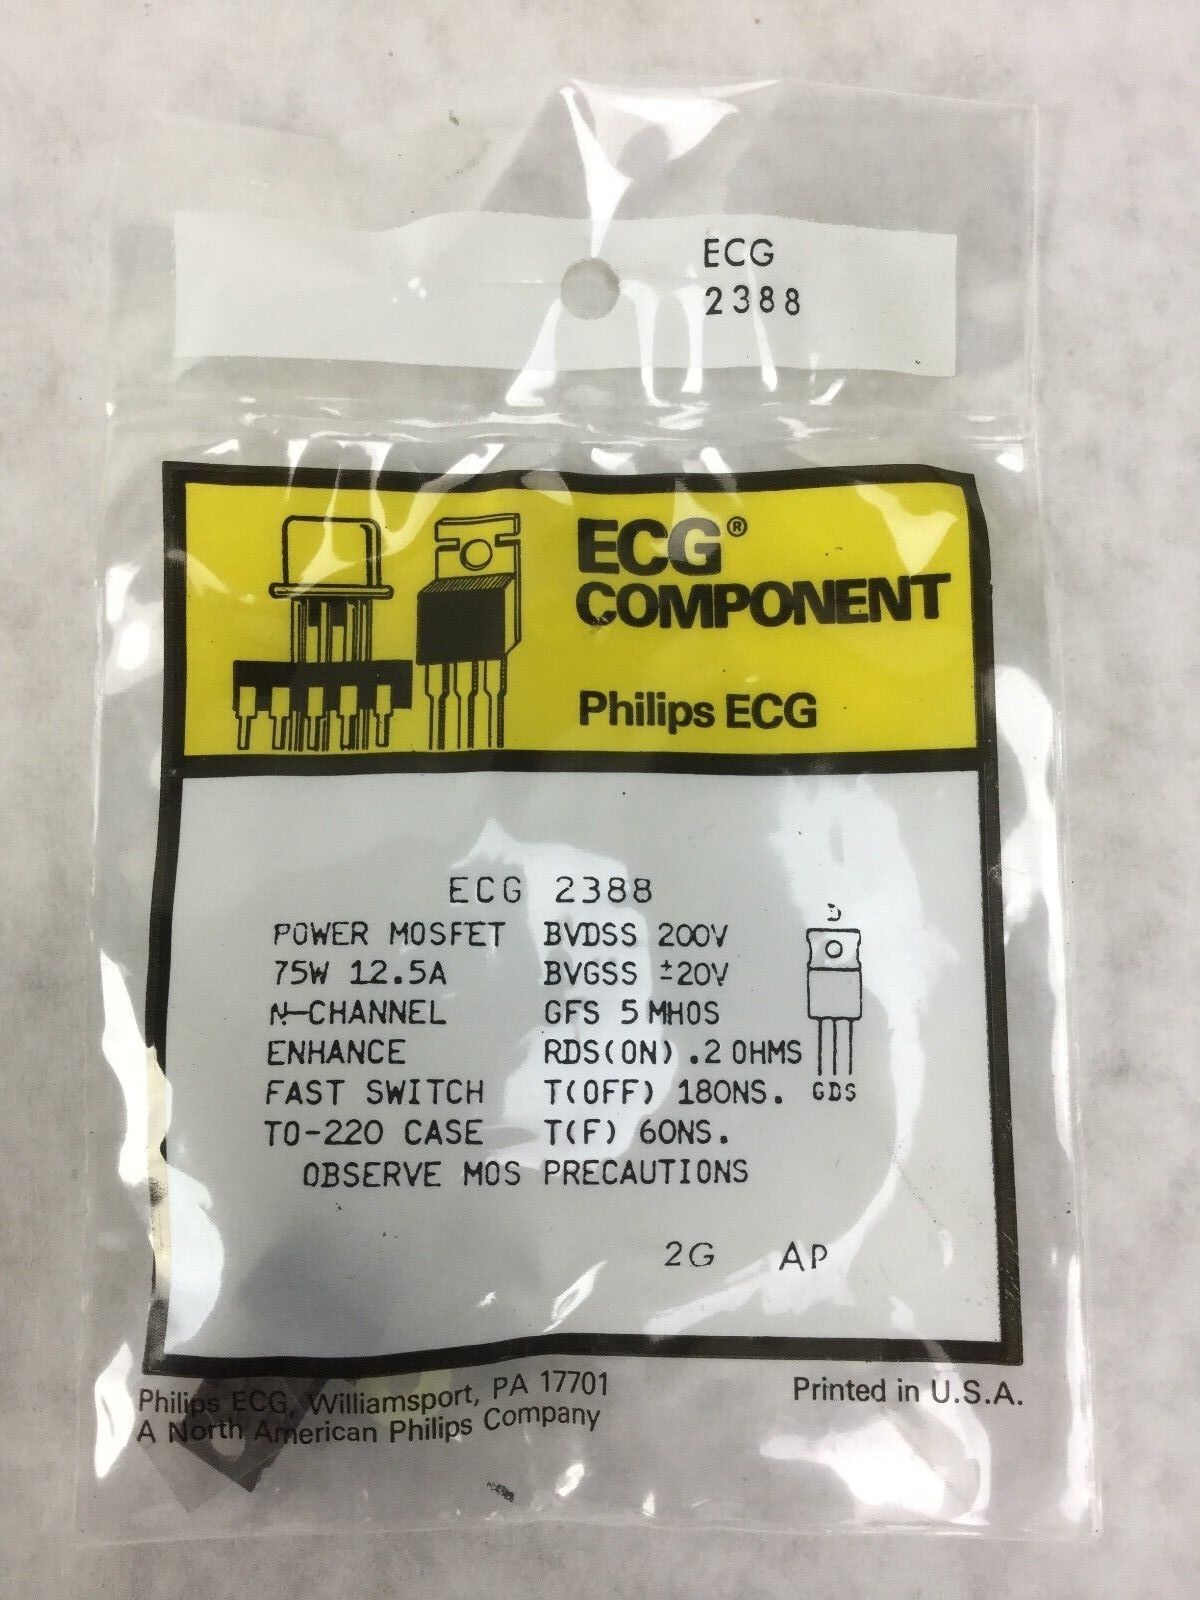 ECG
2388
ECG®
COMPONENT
Philips ECG
ECG 2388
POWER MOSFET BVDSS 200V
75W 12.5A BVGSS ±20V
N-CHANNEL GFS 5 MHOS
ENHANCE RDS(ON) .2 OHMS
FAST SWITCH T(OFF) 180NS.
TO-220 CASE T(F) 60NS.
OBSERVE MOS PRECAUTIONS
D
GDS
2G AP
Philips ECG, Williamsport, PA 17701
A North American Philips Company
Printed in U.S.A.